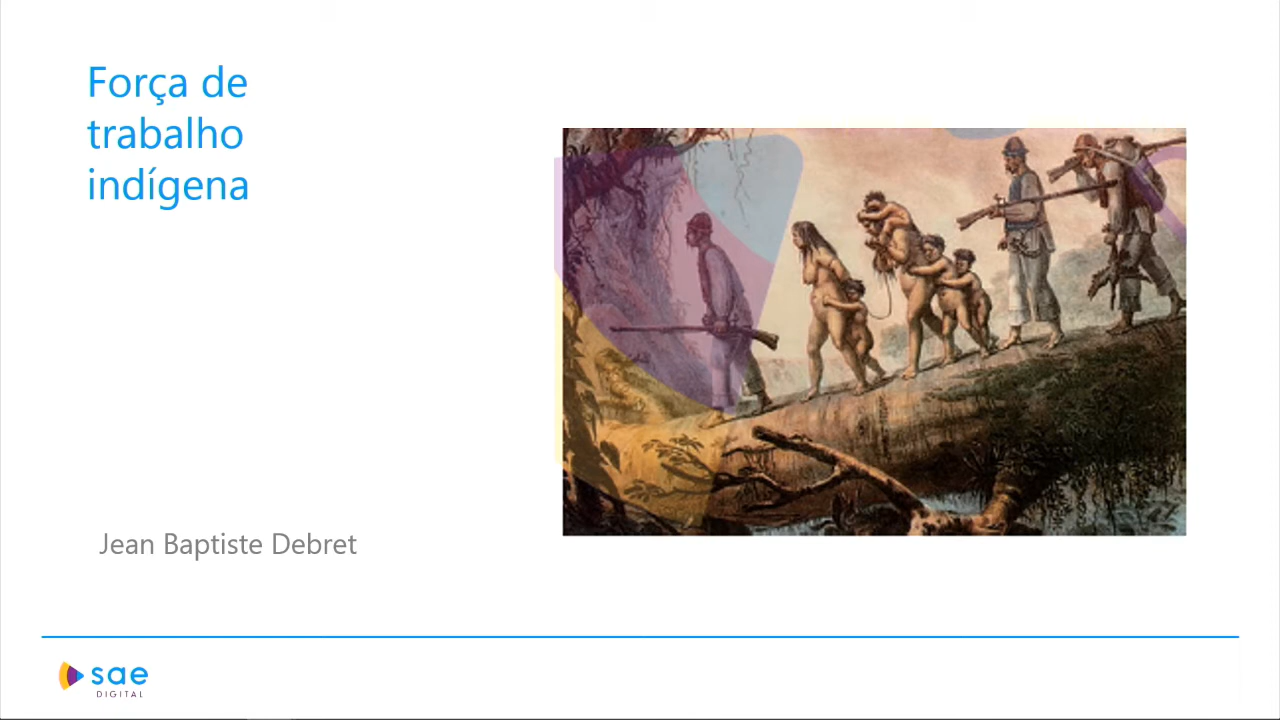 Força de
trabalho
indígena
Jean Baptiste Debret
sae
DIGITAL